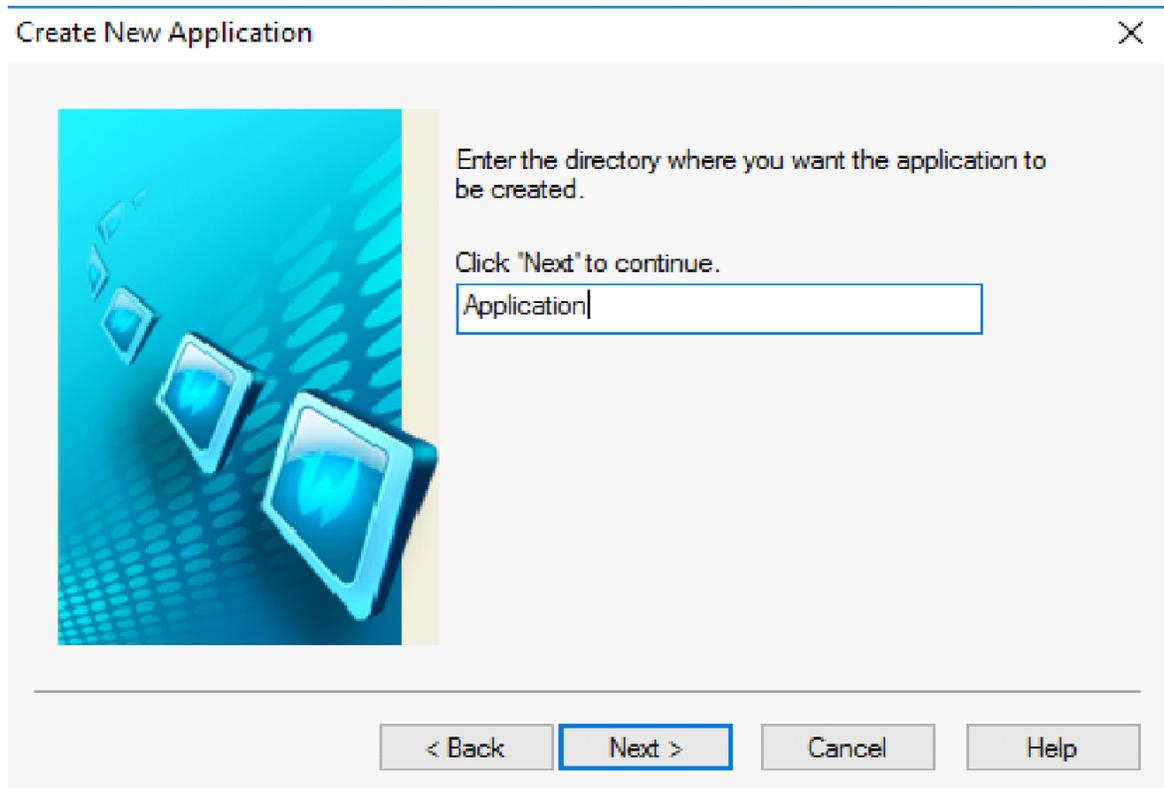 Create New Application
Enter the directory where you want the application to
be created.
Click "Next" to continue.
Application
< Back
Next >
Cancel
Help